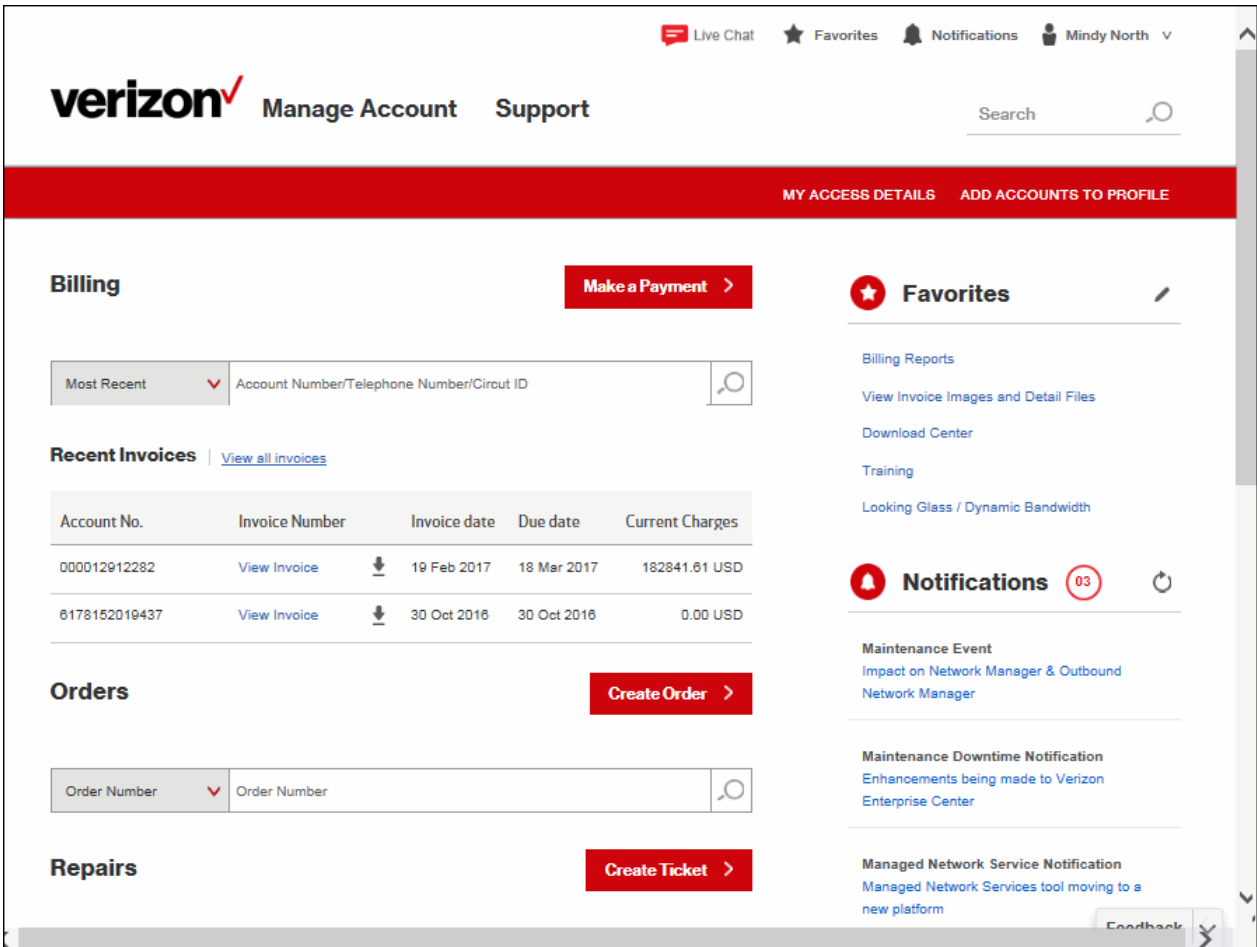 Live Chat Favorites Notifications Mindy North
verizon Manage Account Support
Search
MY ACCESS DETAILS ADD ACCOUNTS TO PROFILE
Billing
Make a Payment
Most Recent Account Number/Telephone Number/Circut ID
Recent Invoices View all invoices
Account No. Invoice Number Invoice date Due date Current Charges
000012912282 View Invoice 19 Feb 2017 18 Mar 2017 182841.61 USD
6178152019437 View Invoice 30 Oct 2016 30 Oct 2016 0.00 USD
Orders
Create Order
Order Number Order Number
Repairs
Create Ticket
Favorites
Billing Reports
View Invoice Images and Detail Files
Download Center
Training
Looking Glass / Dynamic Bandwidth
Notifications 03
Maintenance Event
Impact on Network Manager & Outbound
Network Manager
Maintenance Downtime Notification
Enhancements being made to Verizon
Enterprise Center
Managed Network Service Notification
Managed Network Services tool moving to a
new platform
Feedback